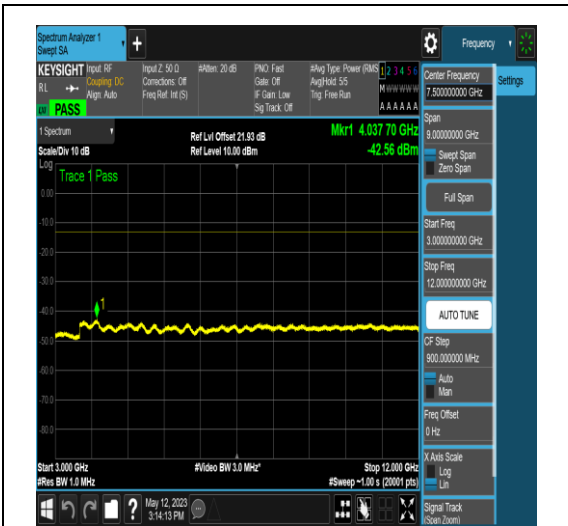 Spectrum Analyzer 1
Swept SA
+
Frequency
KEYSIGHT
RL
PASS
Input: RF
Coupling: DC
Align: Auto
Input Z: 50 Ω
Corrections: Off
Freq Ref: Int (S)
#Atten: 20 dB
PNO: Fast
Gate: Off
IF Gain: Low
Sig Track: Off
#Avg Type: Power (RMS
Avg|Hold: 5/5
Trig: Free Run
1 2 3 4 5 6
M W W W W W
A A A A A A
1 Spectrum
Scale/Div 10 dB
Ref Lvl Offset 21.93 dB
Ref Level 10.00 dBm
Mkr1 4.037 70 GHz
-42.56 dBm
Log
Trace 1 Pass
0.00
-10.0
-20.0
-30.0
-40.0
-50.0
-60.0
-70.0
-80.0
1
Start 3.000 GHz
#Res BW 1.0 MHz
#Video BW 3.0 MHz*
Stop 12.000 GHz
#Sweep ~1.00 s (20001 pts)
May 12, 2023
3:14:13 PM
Center Frequency
7.500000000 GHz
Settings
Span
9.00000000 GHz
Swept Span
Zero Span
Full Span
Start Freq
3.000000000 GHz
Stop Freq
12.000000000 GHz
AUTO TUNE
CF Step
900.000000 MHz
Auto
Man
Freq Offset
0 Hz
X Axis Scale
Log
Lin
Signal Track
(Span Zoom)